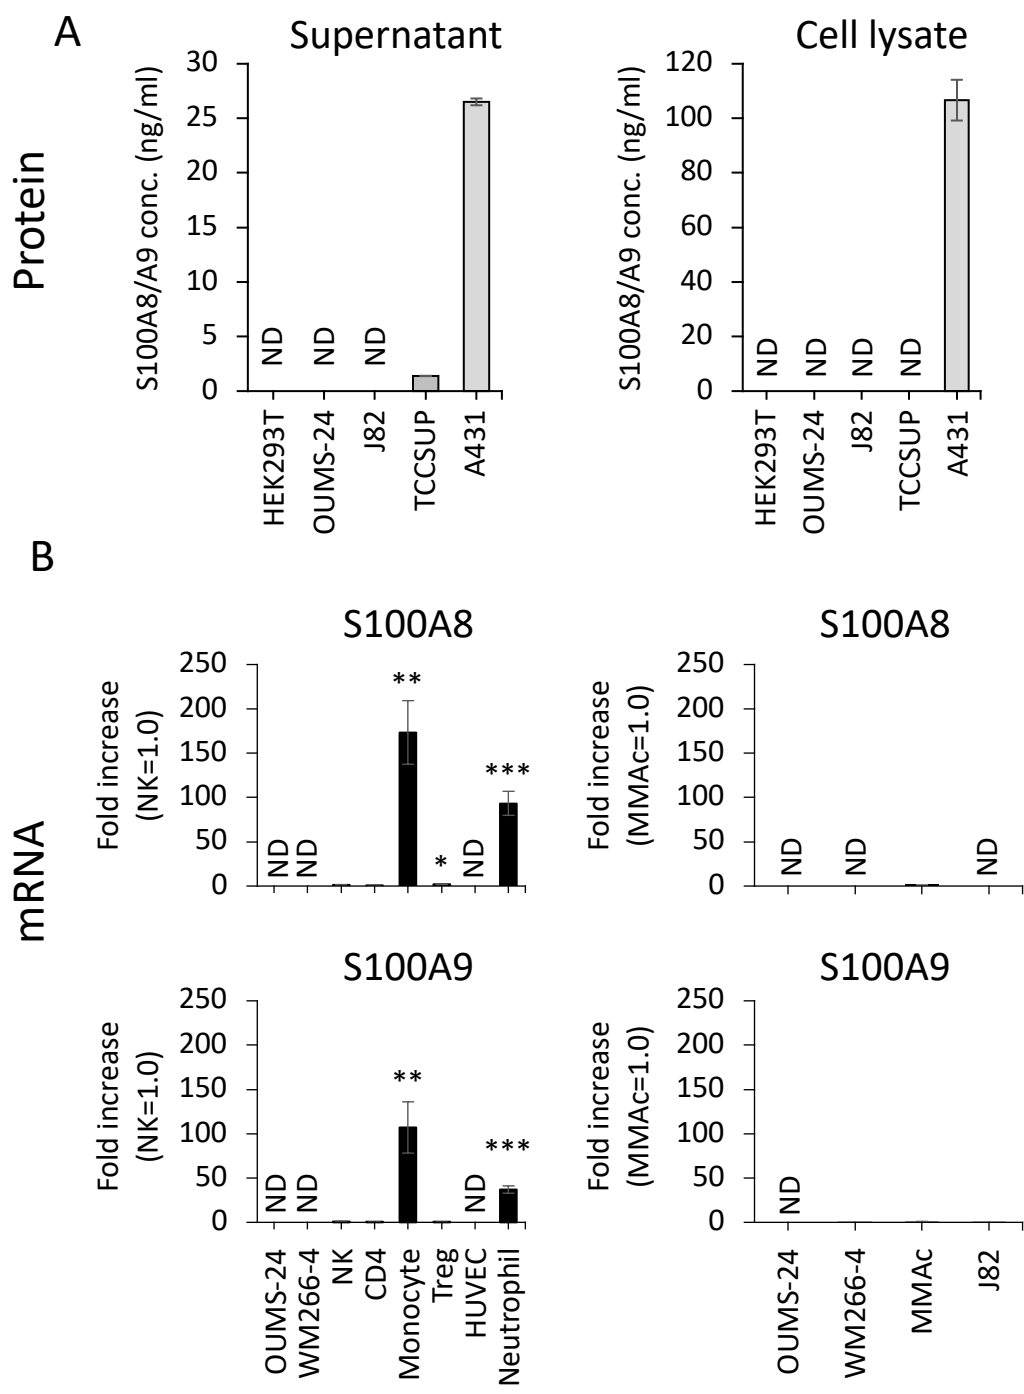 A
Protein
Supernatant
S100A8/A9 conc. (ng/ml)
30
25
20
15
10
5
0
ND
ND
ND
HEK293T
OUMS-24
J82
TCCSUP
A431
Cell lysate
S100A8/A9 conc. (ng/ml)
120
100
80
60
40
20
0
ND
ND
ND
ND
HEK293T
OUMS-24
J82
TCCSUP
A431
B
mRNA
S100A8
Fold increase
(NK=1.0)
250
200
150
100
50
0
ND
ND
**
*
ND
***
S100A8
Fold increase
(MMAc=1.0)
250
200
150
100
50
0
ND
ND
ND
S100A9
Fold increase
(NK=1.0)
250
200
150
100
50
0
ND
ND
**
ND
***
OUMS-24
WM266-4
NK
CD4
Monocyte
Treg
HUVEC
Neutrophil
S100A9
Fold increase
(MMAc=1.0)
250
200
150
100
50
0
ND
OUMS-24
WM266-4
MMAc
J82